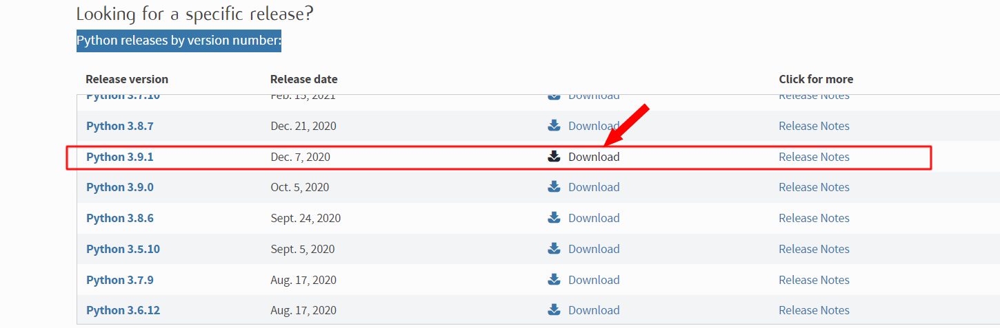 Looking for a specific release?
Python releases by version number:
Release version Release date Click for more
Python 3.7.10 Feb. 15, 2021 Download Release Notes
Python 3.8.7 Dec. 21, 2020 Download Release Notes
Python 3.9.1 Dec. 7, 2020 Download Release Notes
Python 3.9.0 Oct. 5, 2020 Download Release Notes
Python 3.8.6 Sept. 24, 2020 Download Release Notes
Python 3.5.10 Sept. 5, 2020 Download Release Notes
Python 3.7.9 Aug. 17, 2020 Download Release Notes
Python 3.6.12 Aug. 17, 2020 Download Release Notes